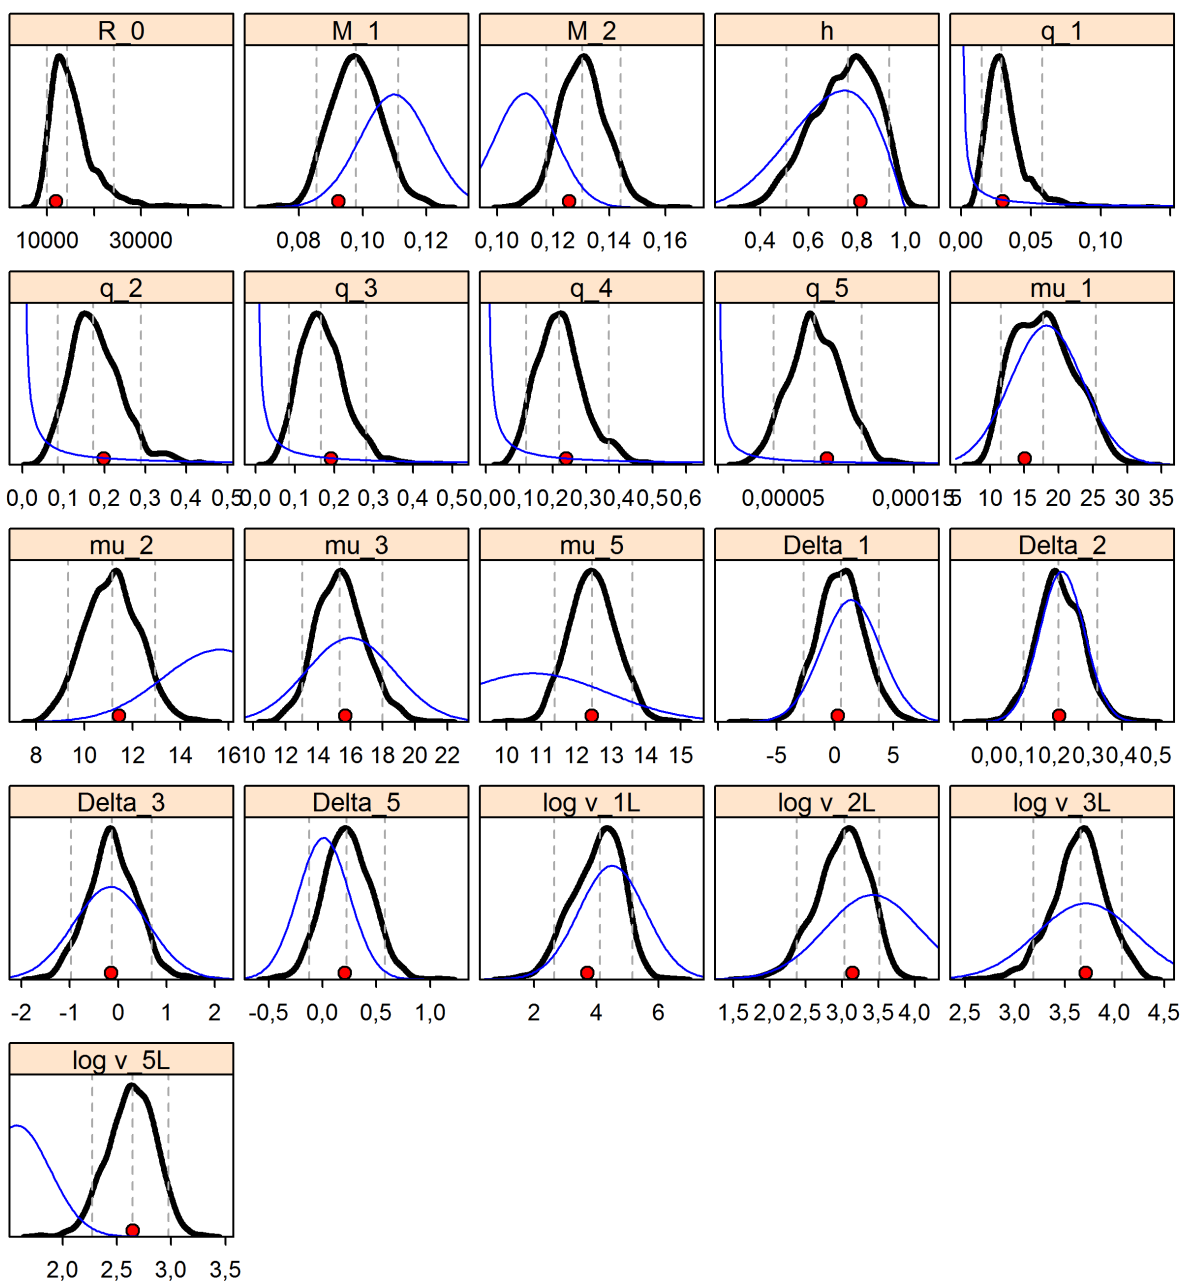 R_0 M_1 M_2 h q_1
10000 30000 0,08 0,10 0,12 0,10 0,12 0,14 0,16 0,4 0,6 0,8 1,0 0,00 0,05 0,10
q_2 q_3 q_4 q_5 mu_1
0,0 0,1 0,2 0,3 0,4 0,5 0,0 0,1 0,2 0,3 0,4 0,5 0,0 0,1 0,2 0,3 0,4 0,5 0,6 0,00005 0,00015 5 10 15 20 25 30 35
mu_2 mu_3 mu_5 Delta_1 Delta_2
8 10 12 14 16 10 12 14 16 18 20 22 10 11 12 13 14 15 -5 0 5 0,0 0,1 0,2 0,3 0,4 0,5
Delta_3 Delta_5 log v_1L log v_2L log v_3L
-2 -1 0 1 2 -0,5 0,0 0,5 1,0 2 4 6 1,5 2,0 2,5 3,0 3,5 4,0 2,5 3,0 3,5 4,0 4,5
log v_5L
2,0 2,5 3,0 3,5